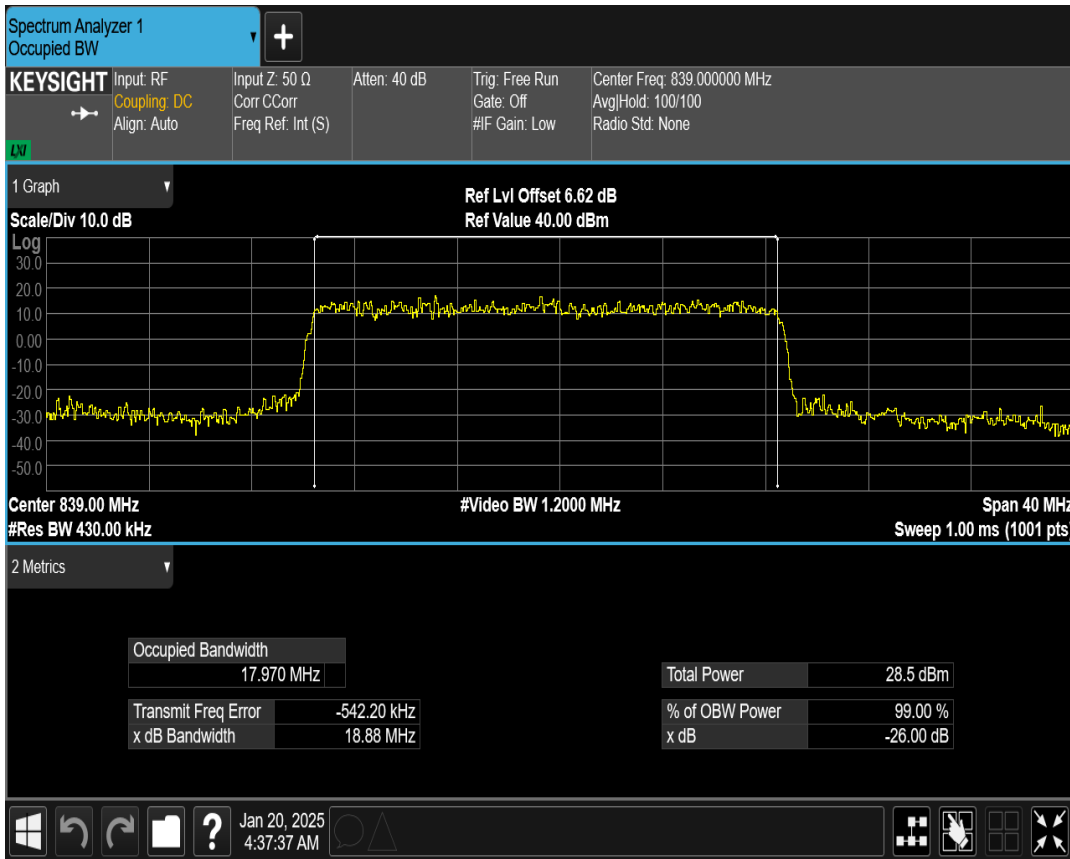 Spectrum Analyzer 1
Occupied BW
+
KEYSIGHT
LXI
Input: RF
Coupling: DC
Align: Auto
Input Z: 50 Ω
Corr CCorr
Freq Ref: Int (S)
Atten: 40 dB
Trig: Free Run
Gate: Off
#IF Gain: Low
Center Freq: 839.000000 MHz
Avg|Hold: 100/100
Radio Std: None
1 Graph
Scale/Div 10.0 dB
Ref Lvl Offset 6.62 dB
Ref Value 40.00 dBm
Log
30.0
20.0
10.0
0.00
-10.0
-20.0
-30.0
-40.0
-50.0
Center 839.00 MHz
#Video BW 1.2000 MHz
Span 40 MHz
#Res BW 430.00 kHz
Sweep 1.00 ms (1001 pts)
2 Metrics
Occupied Bandwidth
17.970 MHz
Transmit Freq Error -542.20 kHz
x dB Bandwidth 18.88 MHz
Total Power 28.5 dBm
% of OBW Power 99.00 %
x dB -26.00 dB
?
Jan 20, 2025
4:37:37 AM